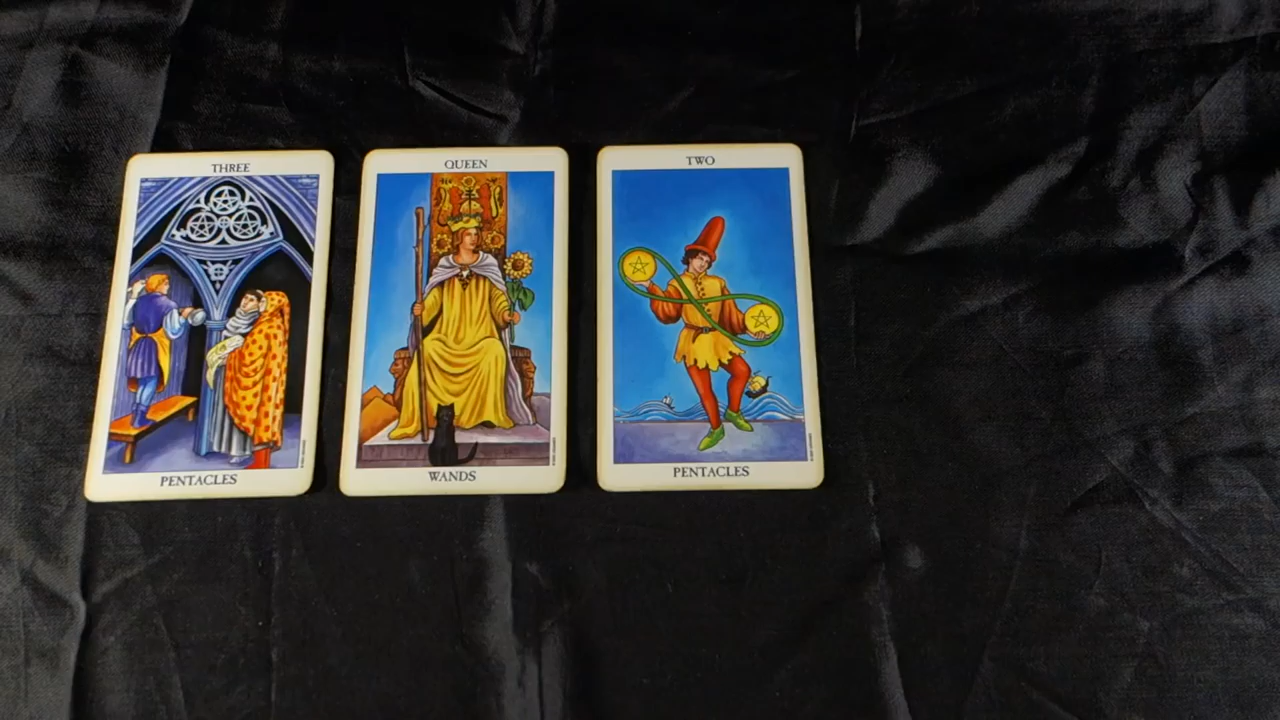 THREE
PENTACLES
QUEEN
WANDS
TWO
PENTACLES